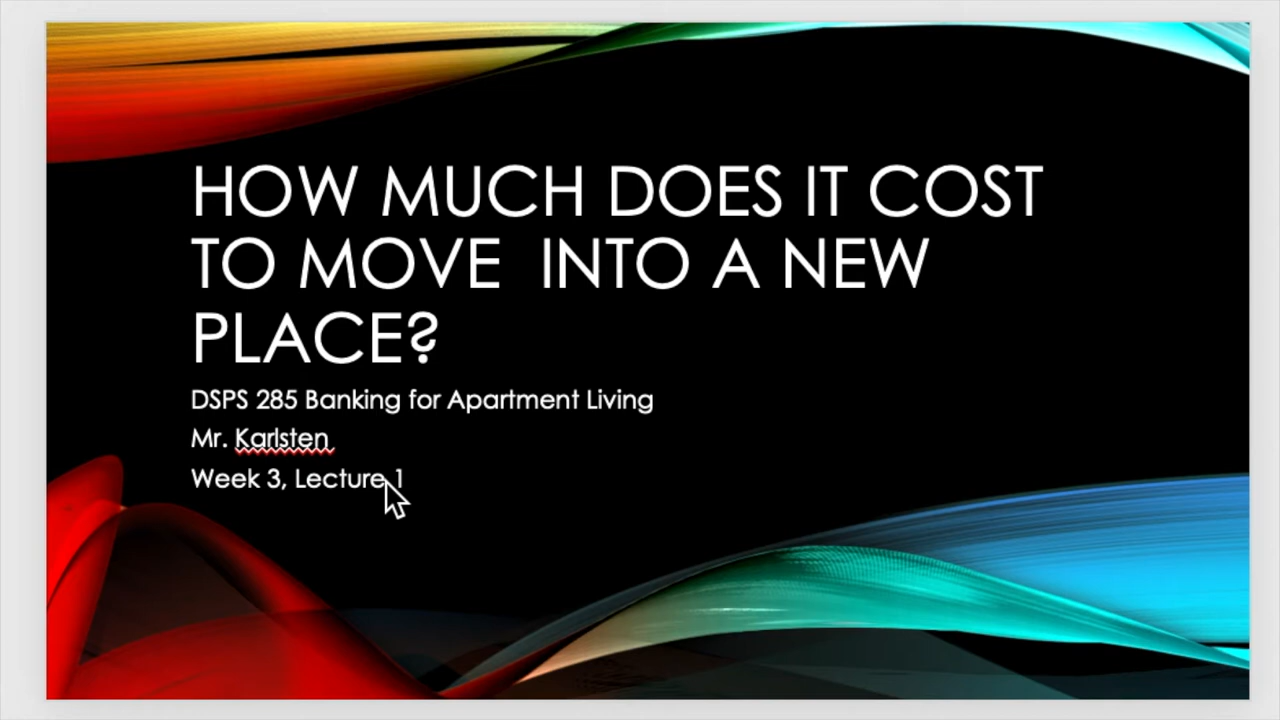 HOW MUCH DOES IT COST
TO MOVE  INTO A NEW
PLACE?
DSPS 285 Banking for Apartment Living
Mr. Karlsten
Week 3, Lecture 1